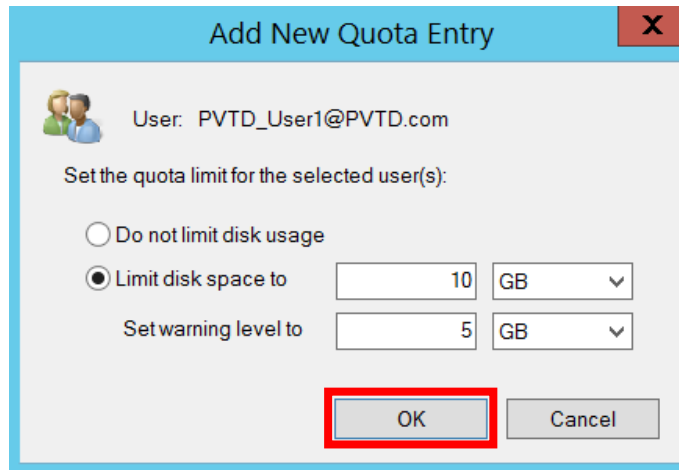 Add New Quota Entry
X
User: PVTD_User1@PVTD.com
Set the quota limit for the selected user(s):
Do not limit disk usage
Limit disk space to 10 GB
Set warning level to 5 GB
OK Cancel